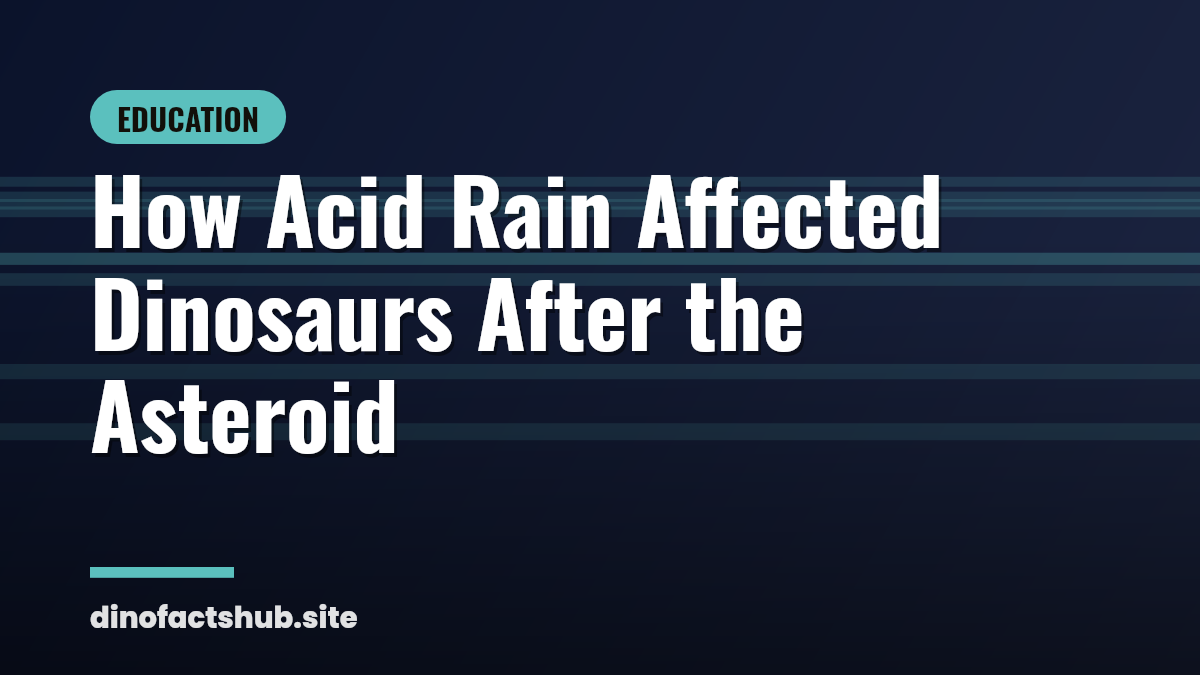 EDUCATION
How Acid Rain Affected
Dinosaurs After the
Asteroid
dinofactshub.site